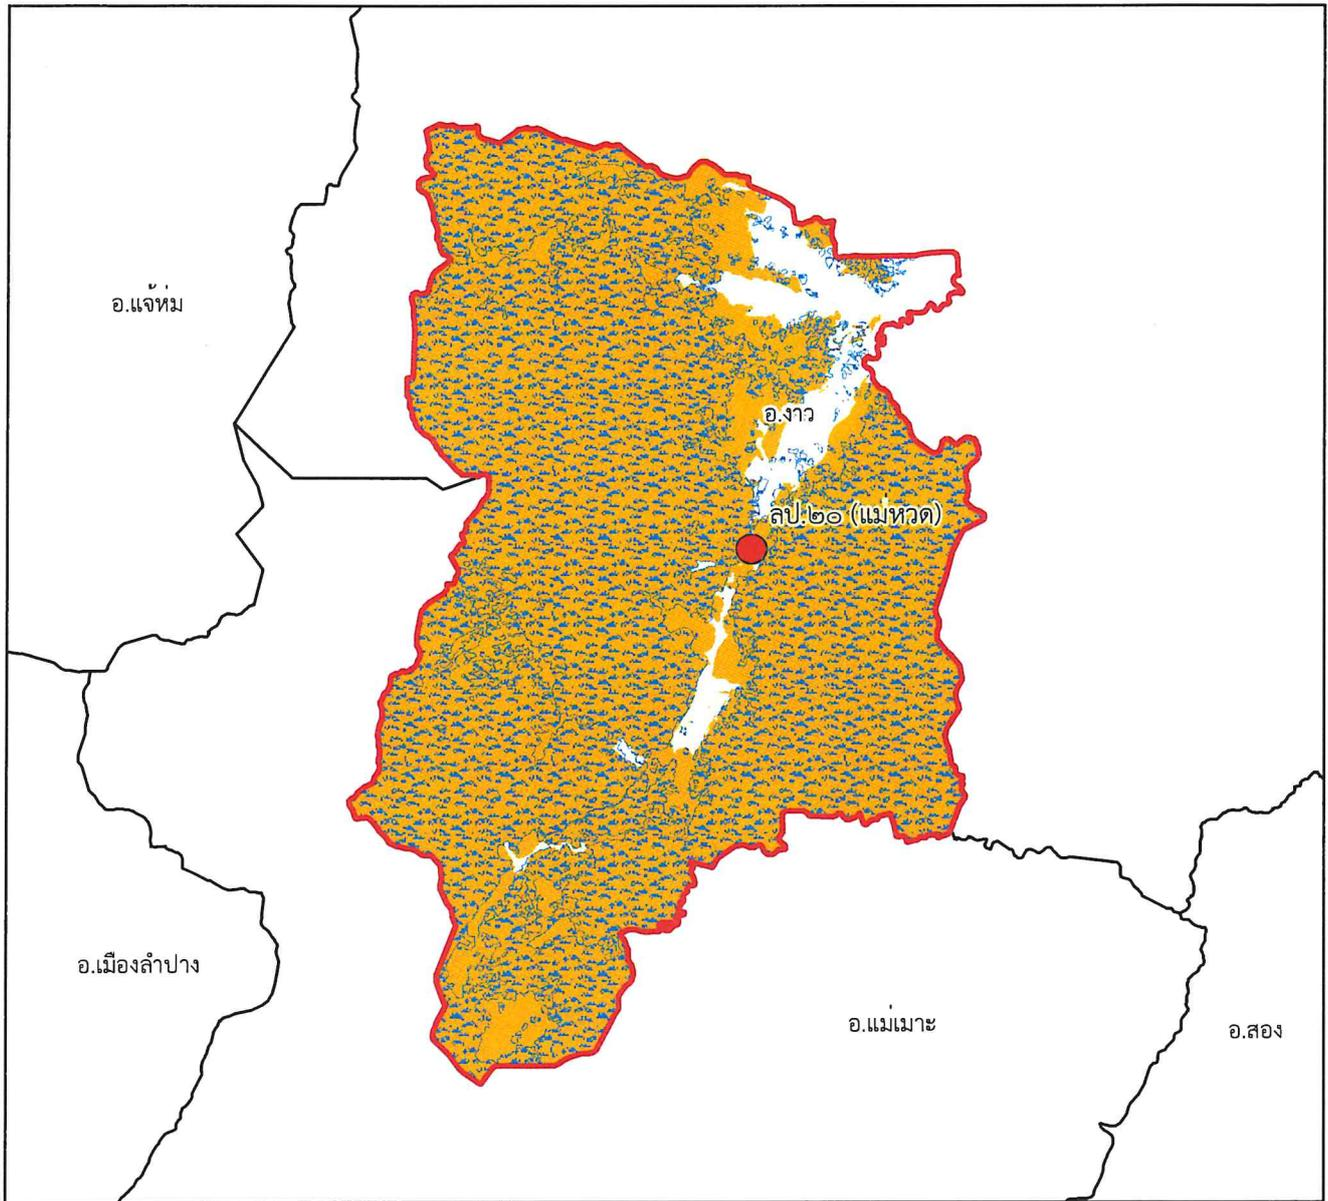 อ.แจ้ห่ม
อ.งาว
ลป.๒๐ (แม่หวด)
อ.เมืองลำปาง
อ.แม่เมาะ
อ.สอง